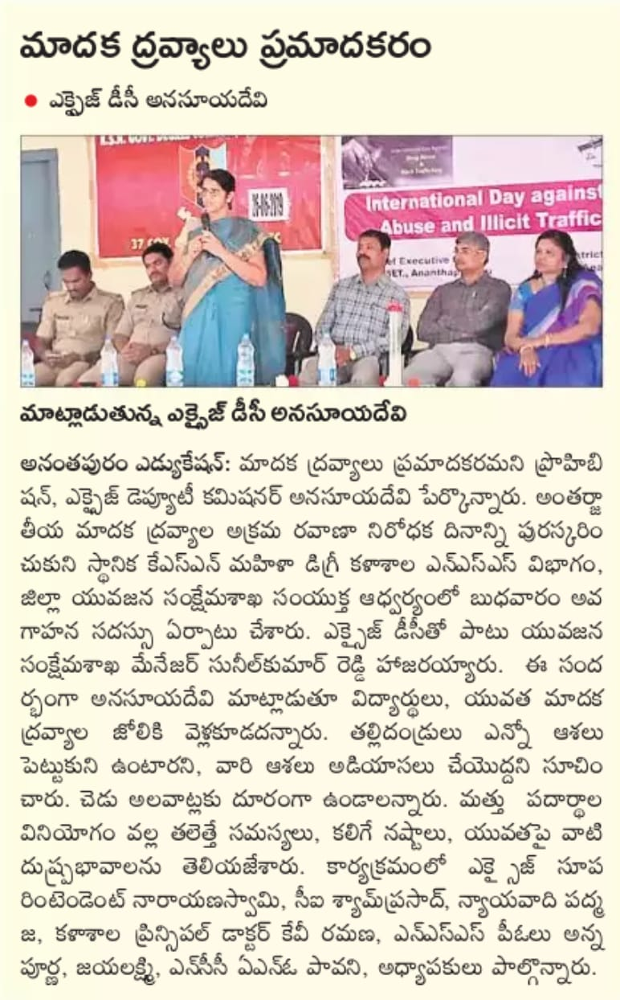 మాదక ద్రవ్యాలు ప్రమాదకరం
ఎక్సైజ్ డీసీ అనసూయదేవి
26-06-2019
International Day against
Abuse and Illicit Traffic
మాట్లాడుతున్న ఎక్సైజ్ డీసీ అనసూయదేవి
అనంతపురం ఎడ్యుకేషన్: మాదక ద్రవ్యాలు ప్రమాదకరమని ప్రొహిబి
షన్, ఎక్సైజ్ డెప్యూటీ కమిషనర్ అనసూయదేవి పేర్కొన్నారు. అంతర్జా
తీయ మాదక ద్రవ్యాల అక్రమ రవాణా నిరోధక దినాన్ని పురస్కరిం
చుకుని స్థానిక కేఎస్ఎన్ మహిళా డిగ్రీ కళాశాల ఎన్ఎస్ఎస్ విభాగం,
జిల్లా యువజన సంక్షేమశాఖ సంయుక్త ఆధ్వర్యంలో బుధవారం అవ
గాహన సదస్సు ఏర్పాటు చేశారు. ఎక్సైజ్ డీసీతో పాటు యువజన
సంక్షేమశాఖ మేనేజర్ సునీల్‌కుమార్ రెడ్డి హాజరయ్యారు. ఈ సంద
ర్భంగా అనసూయదేవి మాట్లాడుతూ విద్యార్థులు, యువత మాదక
ద్రవ్యాల జోలికి వెళ్లకూడదన్నారు. తల్లిదండ్రులు ఎన్నో ఆశలు
పెట్టుకుని ఉంటారని, వారి ఆశలు అడియాసలు చేయొద్దని సూచిం
చారు. చెడు అలవాట్లకు దూరంగా ఉండాలన్నారు. మత్తు పదార్థాల
వినియోగం వల్ల తలెత్తే సమస్యలు, కలిగే నష్టాలు, యువతపై వాటి
దుష్ప్రభావాలను తెలియజేశారు. కార్యక్రమంలో ఎక్సైజ్ సూప
రింటెండెంట్ నారాయణస్వామి, సీఐ శ్యామ్‌ప్రసాద్, న్యాయవాది పద్మ
జ, కళాశాల ప్రిన్సిపల్ డాక్టర్ కేవీ రమణ, ఎన్ఎస్ఎస్ పీఓలు అన్న
పూర్ణ, జయలక్ష్మి, ఎన్‌సీసీ ఏఎన్‌ఓ పావని, అధ్యాపకులు పాల్గొన్నారు.